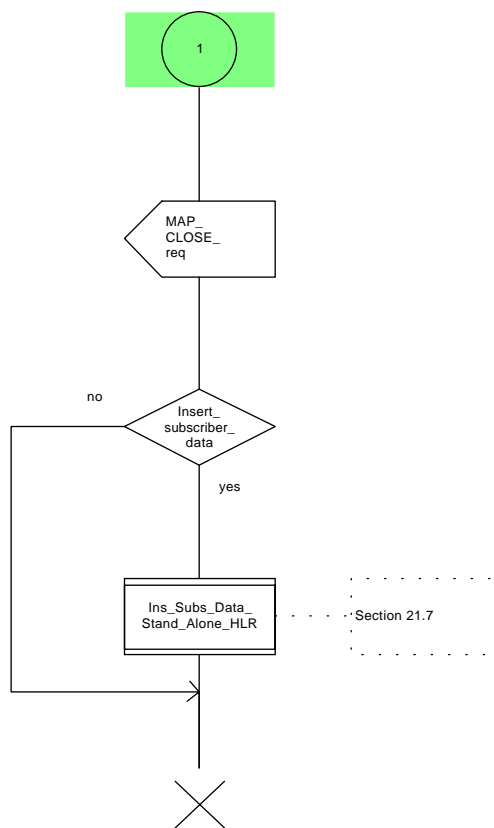 1
MAP_
CLOSE_
req
no
Insert_
subscriber_
data
yes
Ins_Subs_Data_
Stand_Alone_HLR
Section 21.7